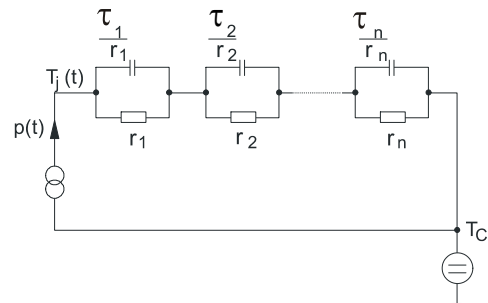 τ1 τ2 τn
r1 r2 rn
Tj (t)
p(t)
r1 r2 rn
TC